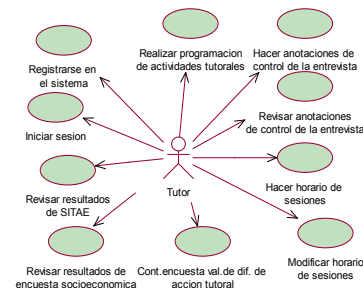 Realizar programacion
de actividades tutorales
Hacer anotaciones de
control de la entrevista
Registrarse en
el sistema
Revisar anotaciones
de control de la entrevista
Iniciar sesion
Revisar resultados
de SITAE
Tutor
Hacer horario de
sesiones
Revisar resultados de
encuesta socioeconomica
Cont.encuesta val.de dif. de
accion tutoral
Modificar horario
de sesiones